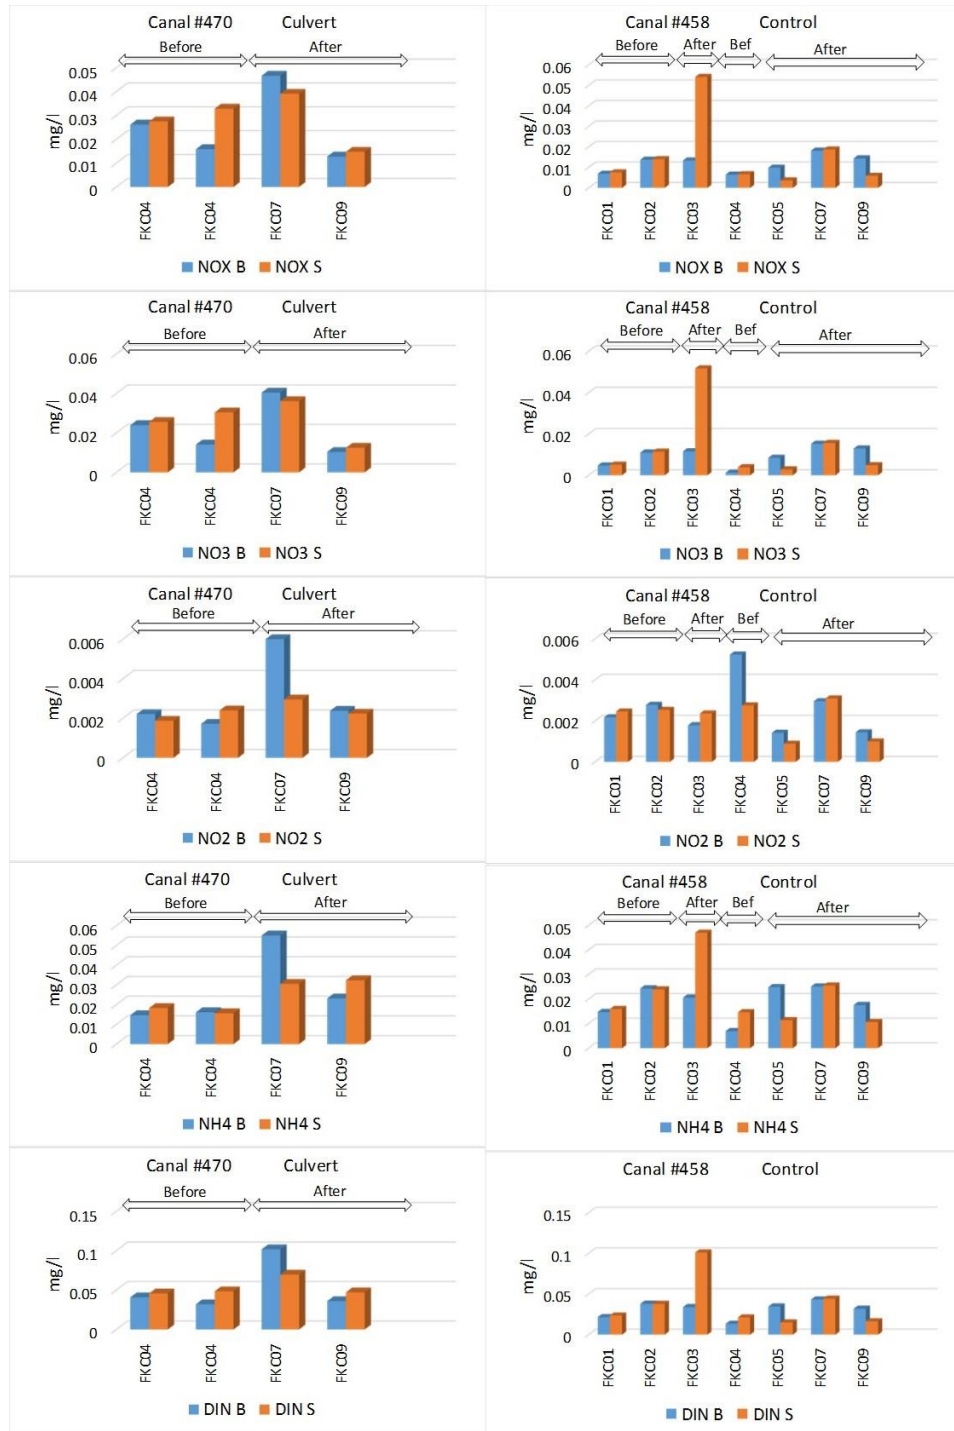 Canal #470 Culvert
Before After
0.05
0.04
0.03
0.02
0.01
0
mg/l
FKC04 FKC04 FKC07 FKC09
NOX B NOX S
Canal #458 Control
Before After Bef After
0.06
0.05
0.04
0.03
0.02
0.01
0
mg/l
FKC01 FKC02 FKC03 FKC04 FKC05 FKC07 FKC09
NOX B NOX S
Canal #470 Culvert
Before After
0.06
0.04
0.02
0
mg/l
FKC04 FKC04 FKC07 FKC09
NO3 B NO3 S
Canal #458 Control
Before After Bef After
0.06
0.04
0.02
0
mg/l
FKC01 FKC02 FKC03 FKC04 FKC05 FKC07 FKC09
NO3 B NO3 S
Canal #470 Culvert
Before After
0.006
0.004
0.002
0
mg/l
FKC04 FKC04 FKC07 FKC09
NO2 B NO2 S
Canal #458 Control
Before After Bef After
0.006
0.004
0.002
0
mg/l
FKC01 FKC02 FKC03 FKC04 FKC05 FKC07 FKC09
NO2 B NO2 S
Canal #470 Culvert
Before After
0.06
0.05
0.04
0.03
0.02
0.01
0
mg/l
FKC04 FKC04 FKC07 FKC09
NH4 B NH4 S
Canal #458 Control
Before After Bef After
0.05
0.04
0.03
0.02
0.01
0
mg/l
FKC01 FKC02 FKC03 FKC04 FKC05 FKC07 FKC09
NH4 B NH4 S
Canal #470 Culvert
Before After
0.15
0.1
0.05
0
mg/l
FKC04 FKC04 FKC07 FKC09
DIN B DIN S
Canal #458 Control
0.15
0.1
0.05
0
mg/l
FKC01 FKC02 FKC03 FKC04 FKC05 FKC07 FKC09
DIN B DIN S